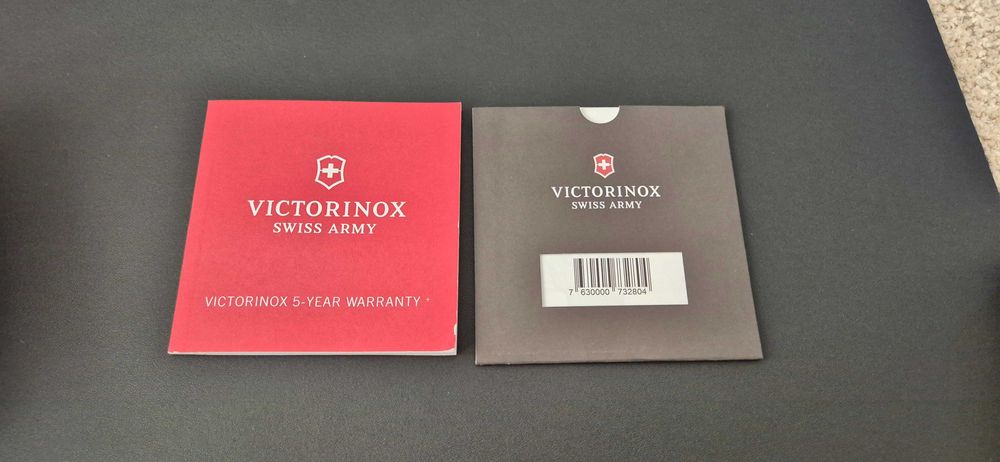 VICTORINOX
SWISS ARMY
VICTORINOX 5-YEAR WARRANTY +
VICTORINOX
SWISS ARMY
7 630000 732804